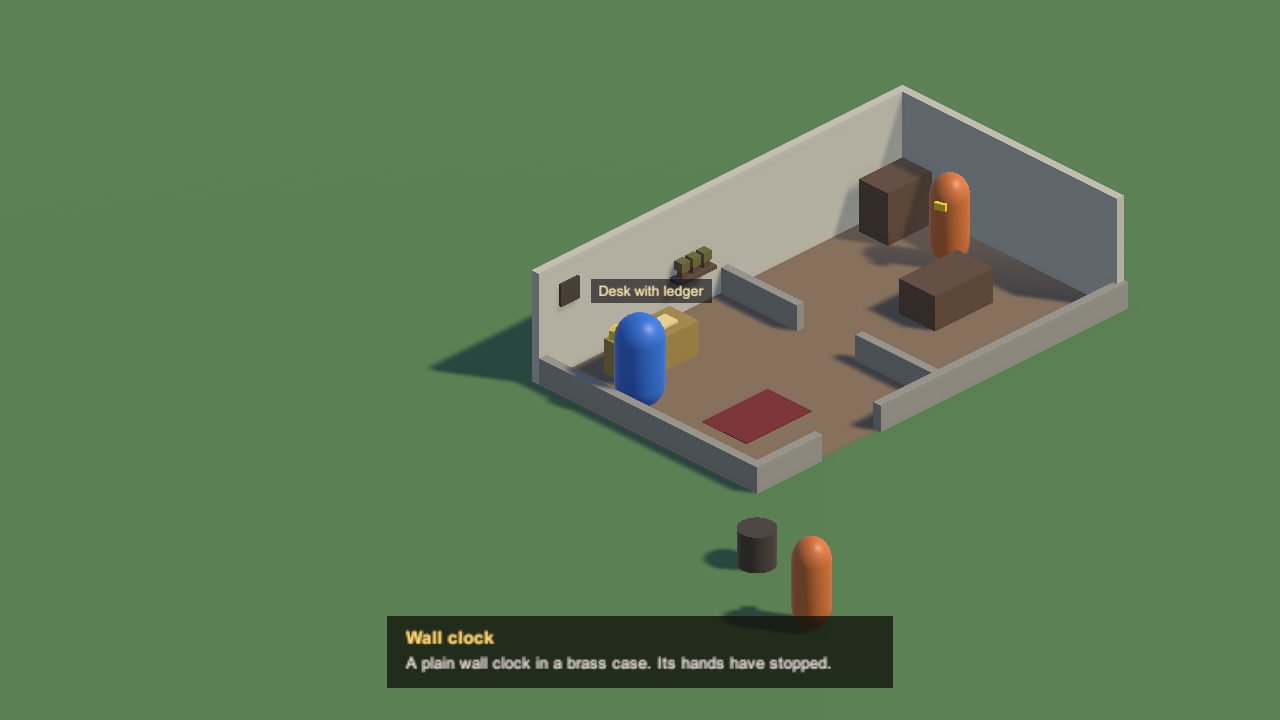 Desk with ledger
Wall clock
A plain wall clock in a brass case. Its hands have stopped.